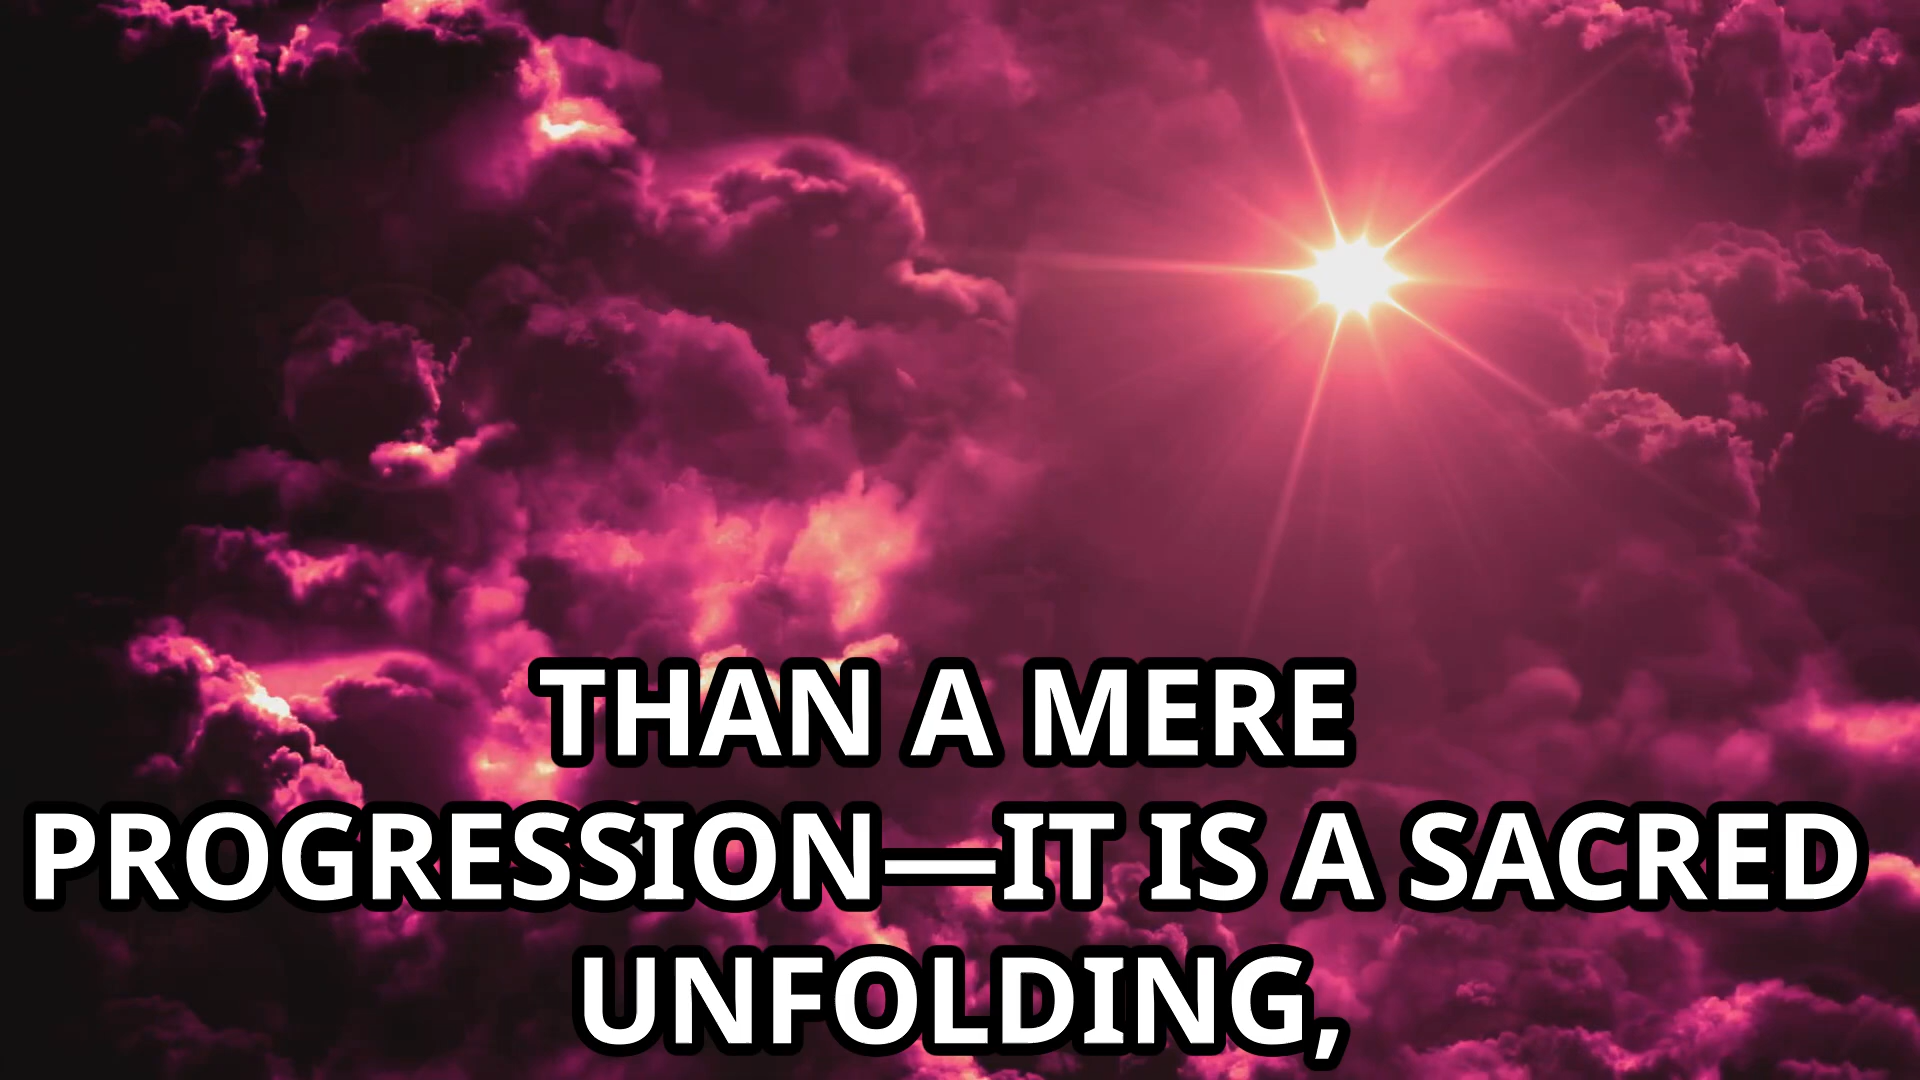 THAN A MERE
PROGRESSION—IT IS A SACRED
UNFOLDING,